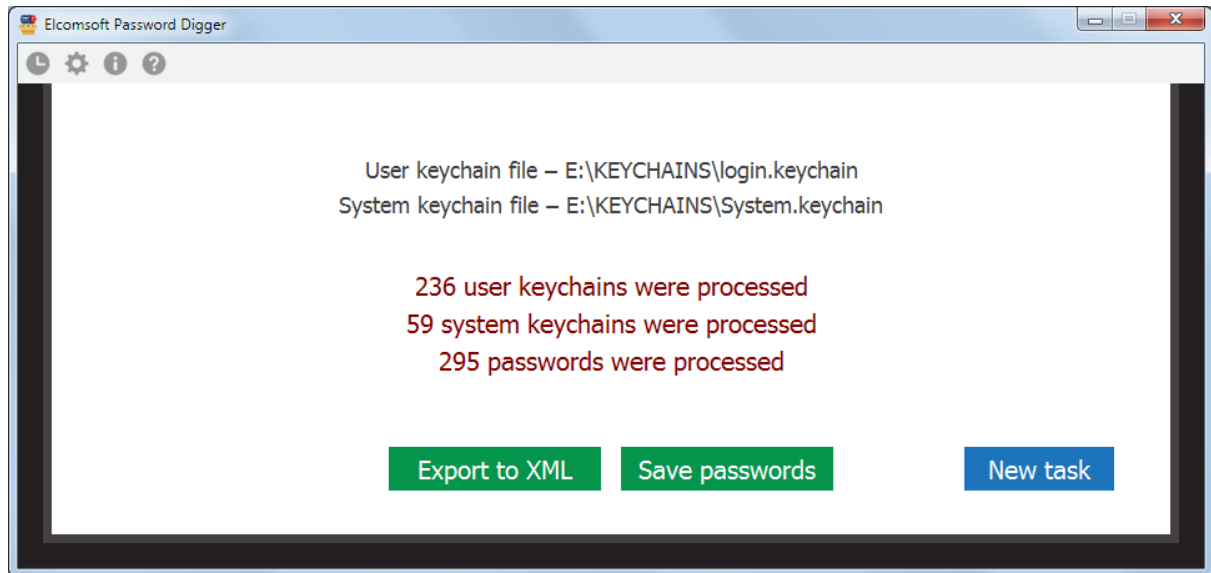 Elcomsoft Password Digger
User keychain file – E:\KEYCHAINS\login.keychain
System keychain file – E:\KEYCHAINS\System.keychain
236 user keychains were processed
59 system keychains were processed
295 passwords were processed
Export to XML
Save passwords
New task